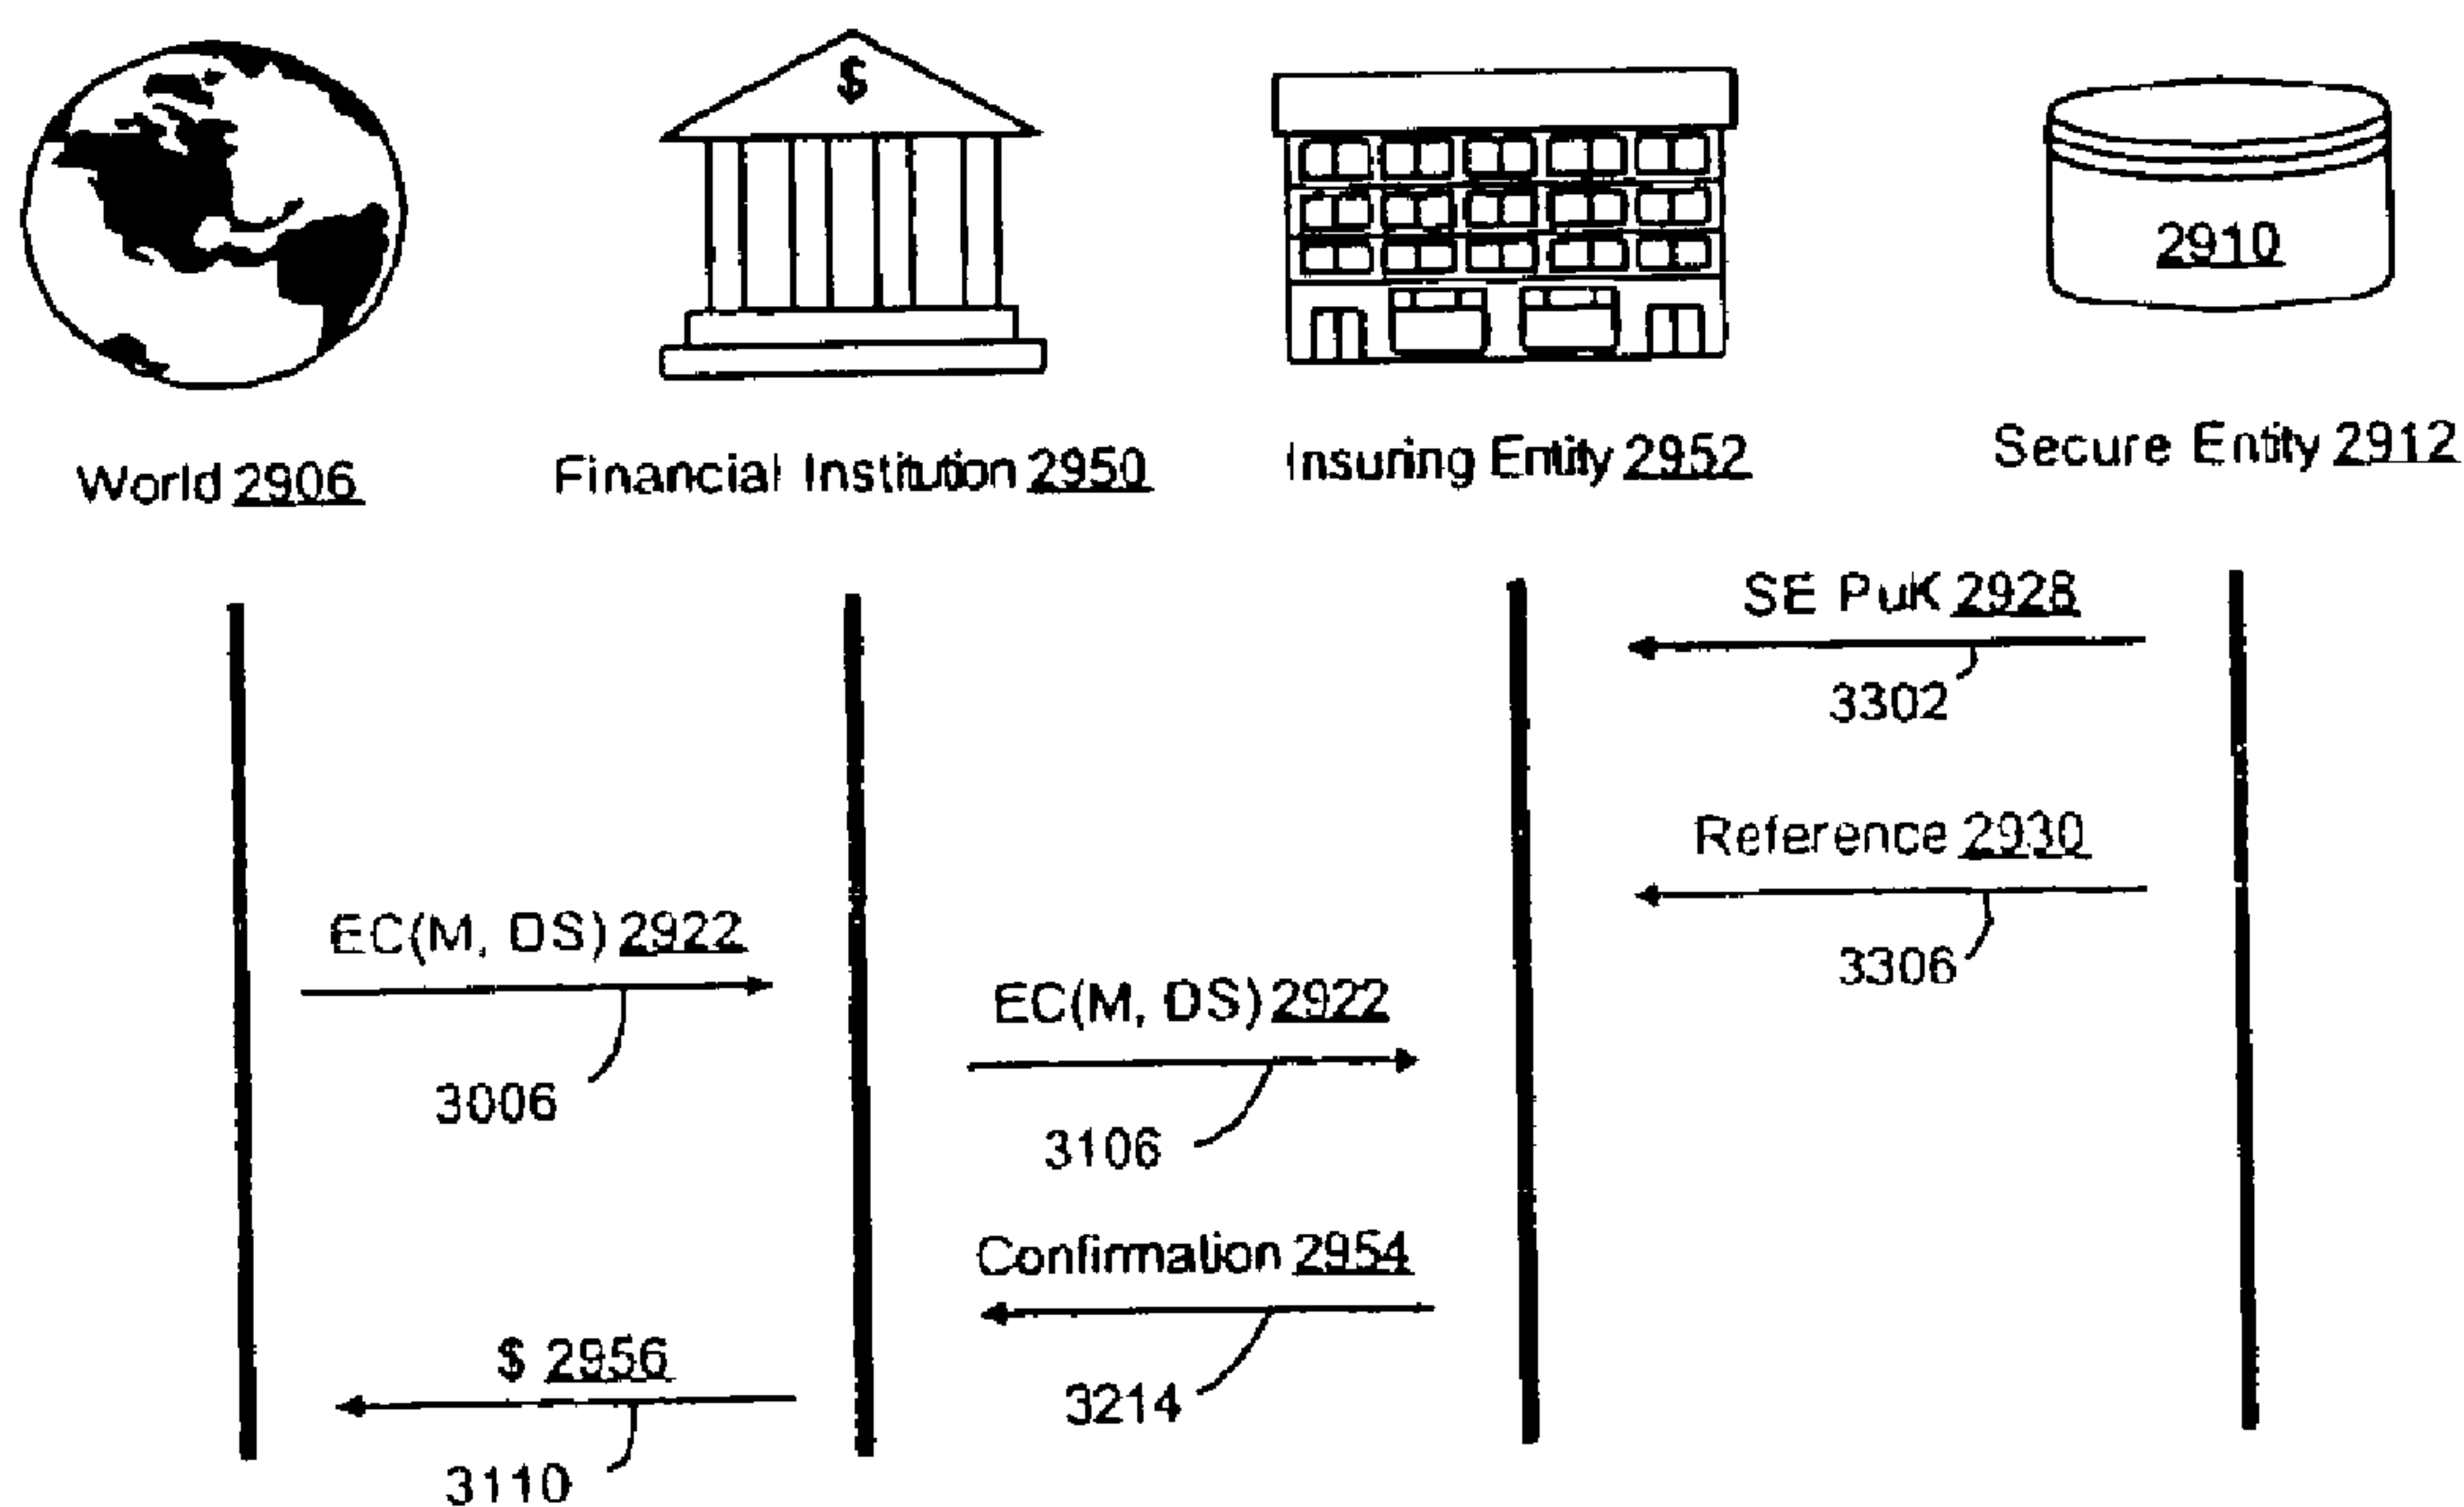 $
2910
World 2906
Financial Institution 2950
Insuring Entity 2952
Secure Entity 2912
SE PuK 2928
3302
Reference 2930
3306
EC(M, DS) 2922
3006
EC(M, DS) 2922
3106
Confirmation 2954
3214
$ 2956
3110